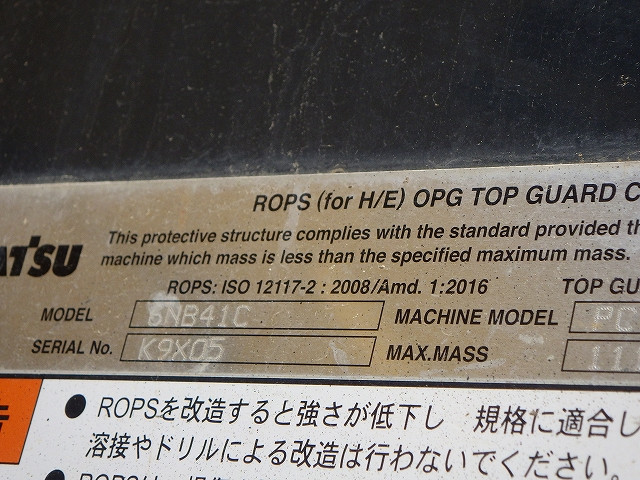 ROPS (for H/E) OPG TOP GUARD C
ATSU
This protective structure complies with the standard provided th
machine which mass is less than the specified maximum mass.
ROPS: ISO 12117-2 : 2008/Amd. 1:2016 TOP GU
MODEL 6NB41C MACHINE MODEL PC
SERIAL No. K9X05 MAX.MASS 11
● ROPSを改造すると強さが低下し 規格に適合し
溶接やドリルによる改造は行わないでください。